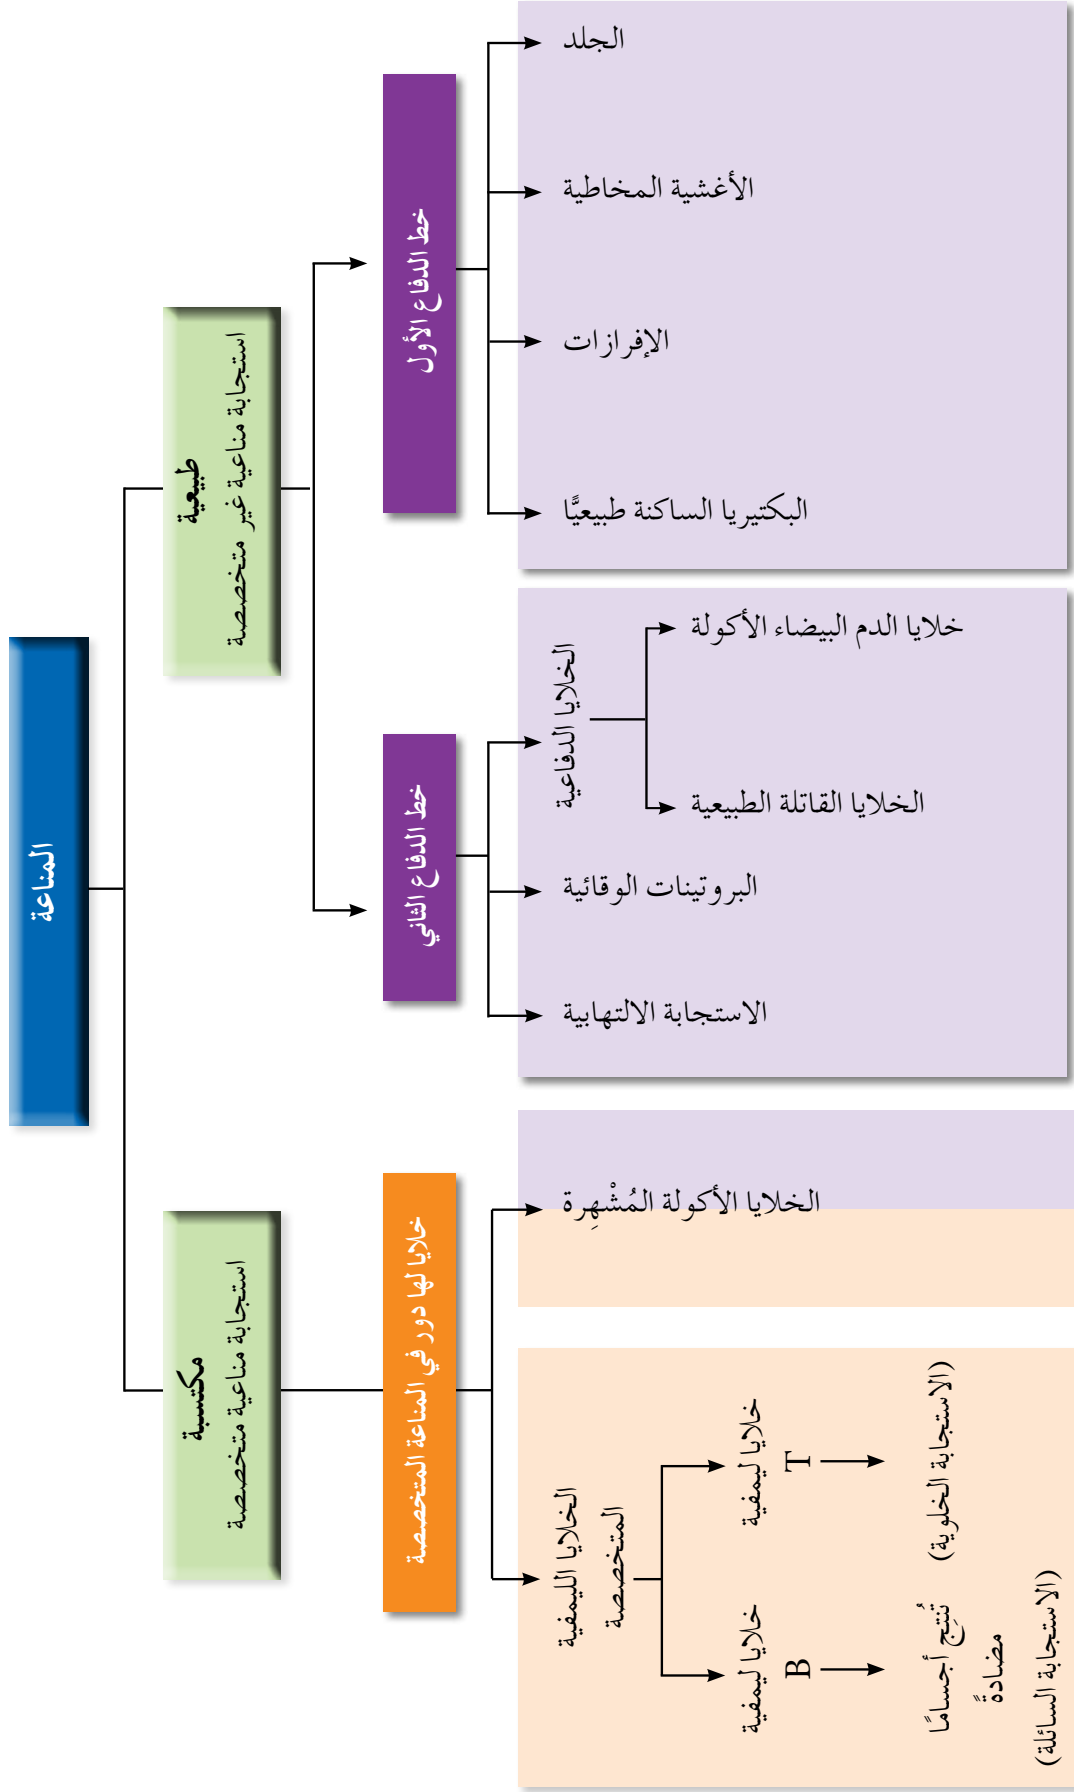 المناعة
طبيعية
استجابة مناعية غير متخصصة
خط الدفاع الأول
الجلد
الأغشية المخاطية
الإفرازات
البكتيريا الساكنة طبيعيًّا
خط الدفاع الثاني
الخلايا الدفاعية
خلايا الدم البيضاء الأكولة
الخلايا القاتلة الطبيعية
البروتينات الوقائية
الاستجابة الالتهابية
مكتسبة
استجابة مناعية متخصصة
خلايا لها دور في المناعة المتخصصة
الخلايا الأكولة المُشْهِرة
الخلايا الليمفية
المتخصصة
خلايا ليمفية
T
(الاستجابة الخلوية)
خلايا ليمفية
B
تُنتِج أجسامًا
مضادةً
(الاستجابة السائلة)